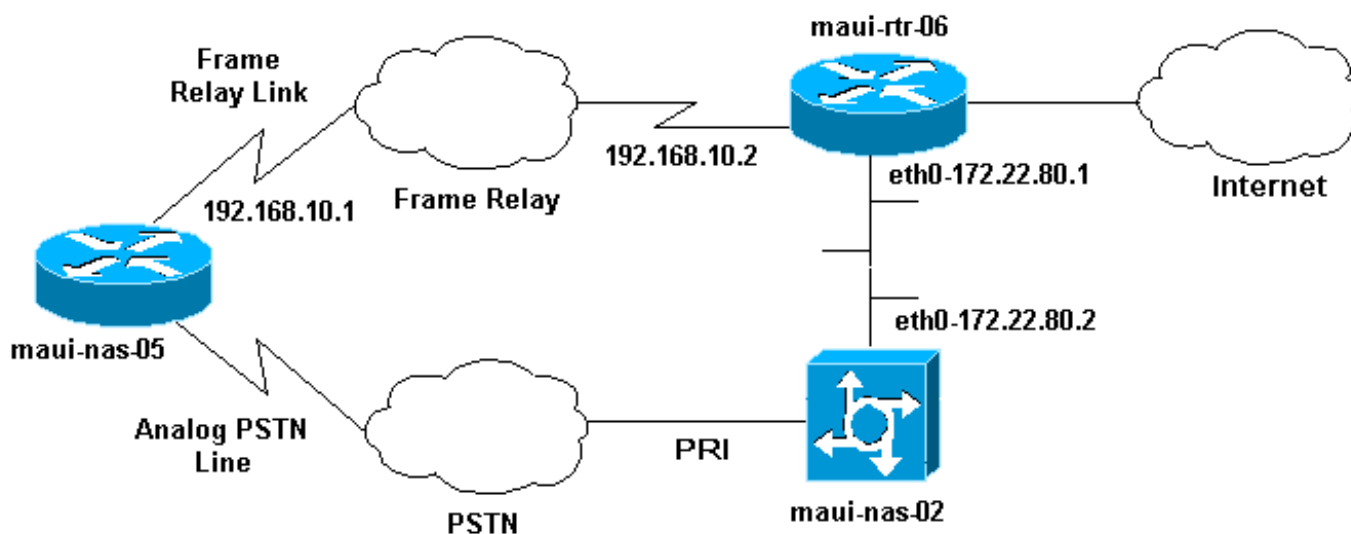 maui-rtr-06
Frame
Relay Link
192.168.10.2
eth0-172.22.80.1
Internet
Frame Relay
192.168.10.1
maui-nas-05
eth0-172.22.80.2
Analog PSTN
Line
PRI
PSTN
maui-nas-02